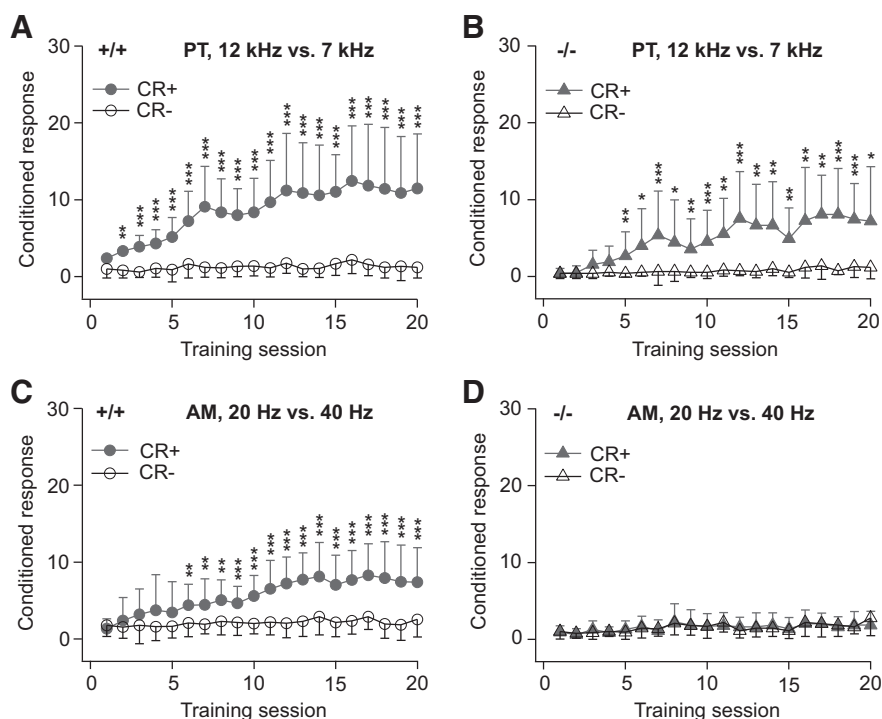 A
+/+ PT, 12 kHz vs. 7 kHz
30
20
10
0
Conditioned response
CR+
CR-
** *** *** *** *** *** *** *** *** *** *** *** *** *** *** *** *** *** ***
0 5 10 15 20
Training session
B
-/- PT, 12 kHz vs. 7 kHz
30
20
10
0
Conditioned response
CR+
CR-
** * *** * ** *** ** *** ** ** ** ** ** *** ** *
0 5 10 15 20
Training session
C
+/+ AM, 20 Hz vs. 40 Hz
30
20
10
0
Conditioned response
CR+
CR-
** ** ** *** *** *** *** *** *** *** *** *** *** *** ***
0 5 10 15 20
Training session
D
-/- AM, 20 Hz vs. 40 Hz
30
20
10
0
Conditioned response
CR+
CR-
0 5 10 15 20
Training session